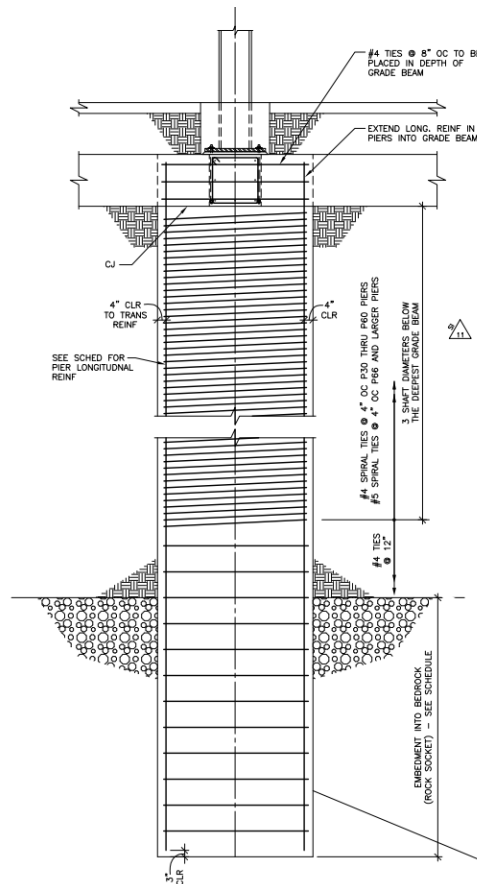 #4 TIES @ 8" OC TO BE
PLACED IN DEPTH OF
GRADE BEAM
EXTEND LONG. REINF IN
PIERS INTO GRADE BEAM
CJ
4" CLR
TO TRANS
REINF
4"
CLR
SEE SCHED FOR
PIER LONGITUDNAL
REINF
#4 SPIRAL TIES @ 4" OC P30 THRU P60 PIERS
#5 SPIRAL TIES @ 4" OC P66 AND LARGER PIERS
3 SHAFT DIAMETERS BELOW
THE DEEPEST GRADE BEAM
11
#4 TIES
@ 12"
EMBEDMENT INTO BEDROCK
(ROCK SOCKET) - SEE SCHEDULE
3"
CLR